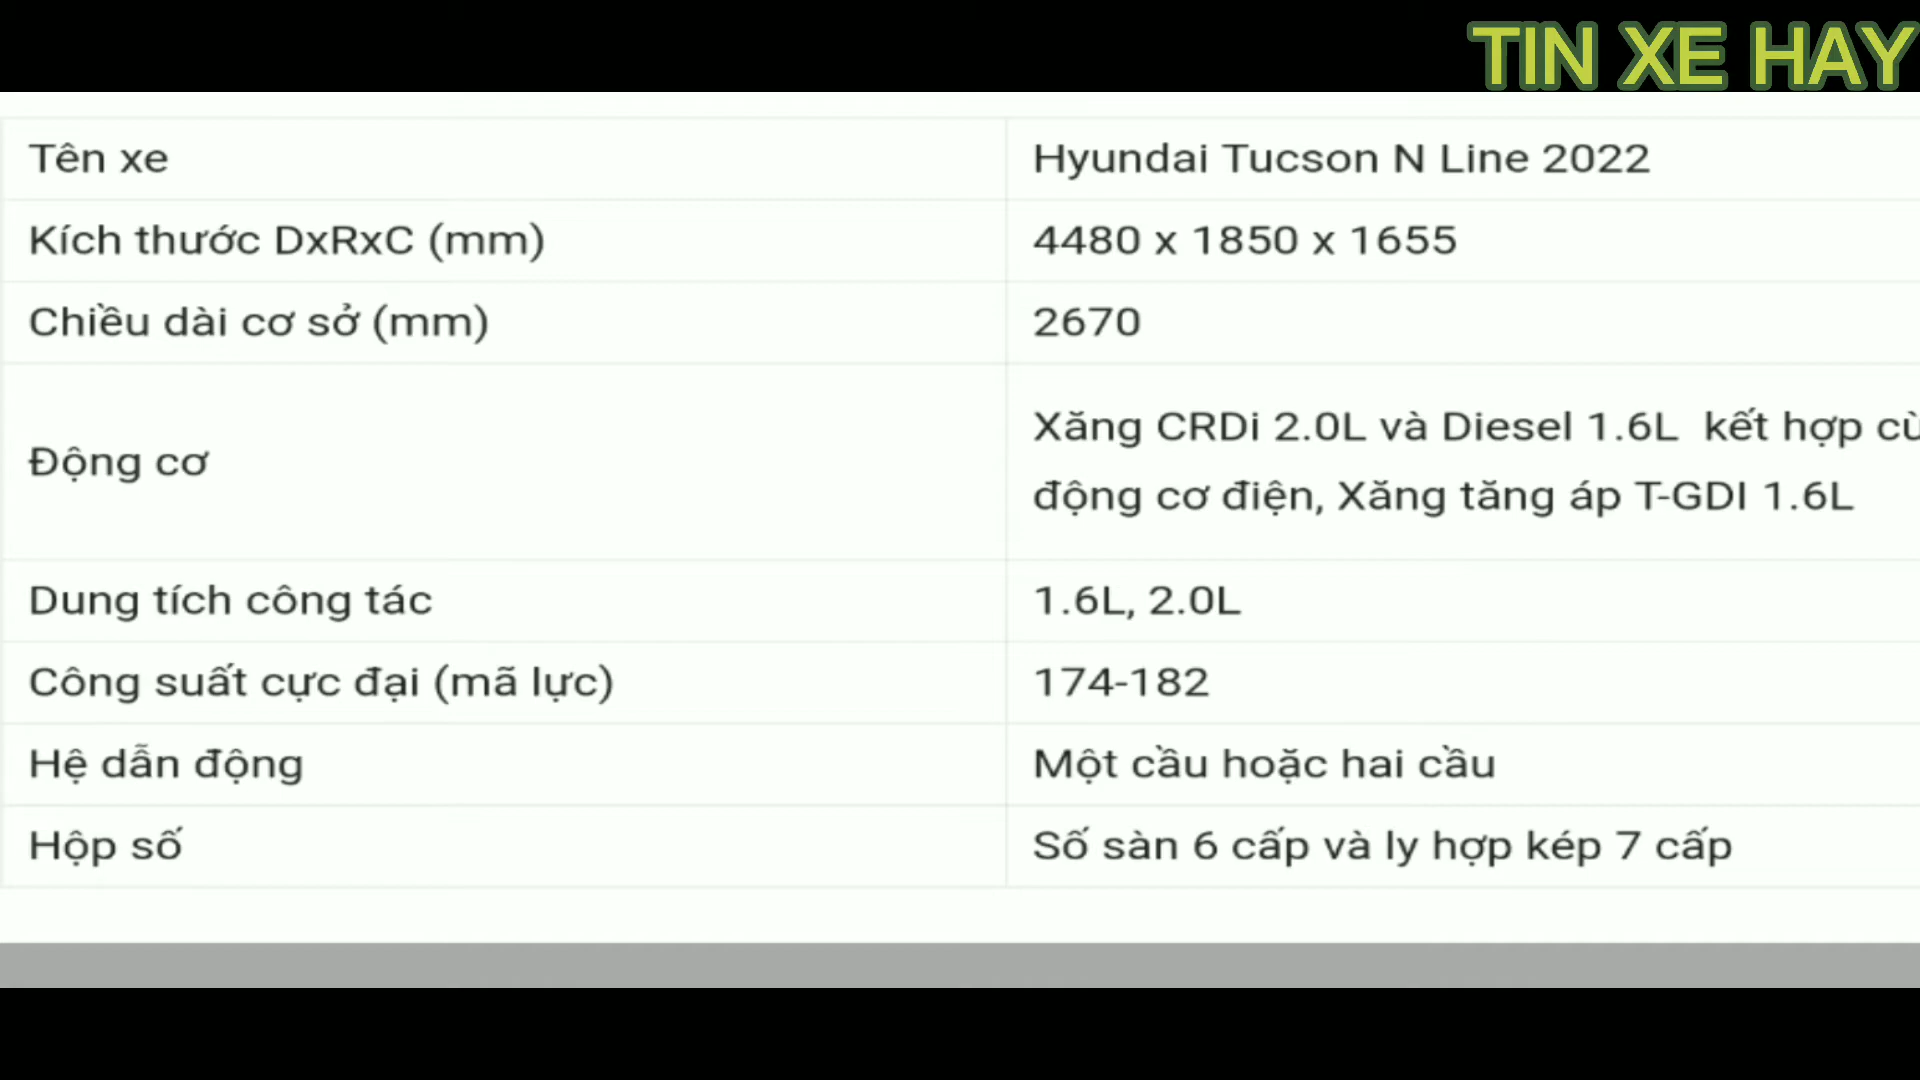 TIN XE HAY
Tên xe
Hyundai Tucson N Line 2022
Kích thước DxRxC (mm)
4480 x 1850 x 1655
Chiều dài cơ sở (mm)
2670
Động cơ
Xăng CRDi 2.0L và Diesel 1.6L kết hợp
động cơ điện, Xăng tăng áp T-GDI 1.6L
Dung tích công tác
1.6L, 2.0L
Công suất cực đại (mã lực)
174-182
Hệ dẫn động
Một cầu hoặc hai cầu
Hộp số
Số sàn 6 cấp và ly hợp kép 7 cấp